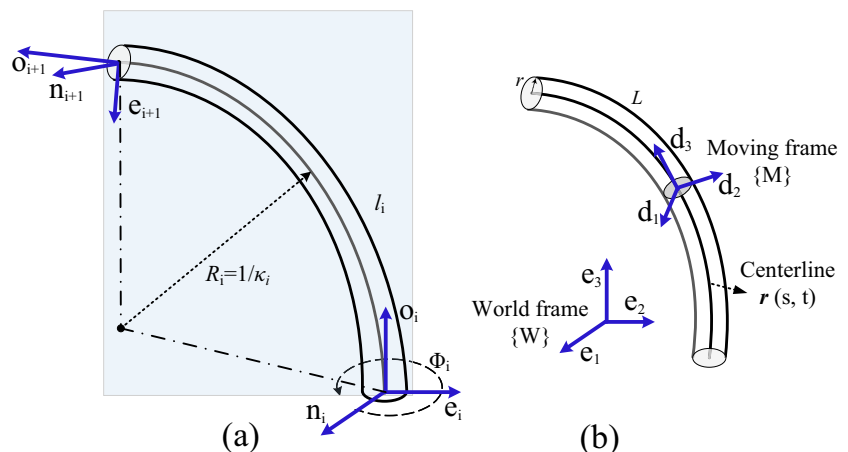 o_{i+1}
n_{i+1}
e_{i+1}
l_i
R_i=1/κ_i
o_i
Φ_i
n_i
e_i
(a)
r
L
d_3
Moving frame
{M}
d_2
d_1
e_3
World frame
{W}
e_2
e_1
Centerline
r (s, t)
(b)